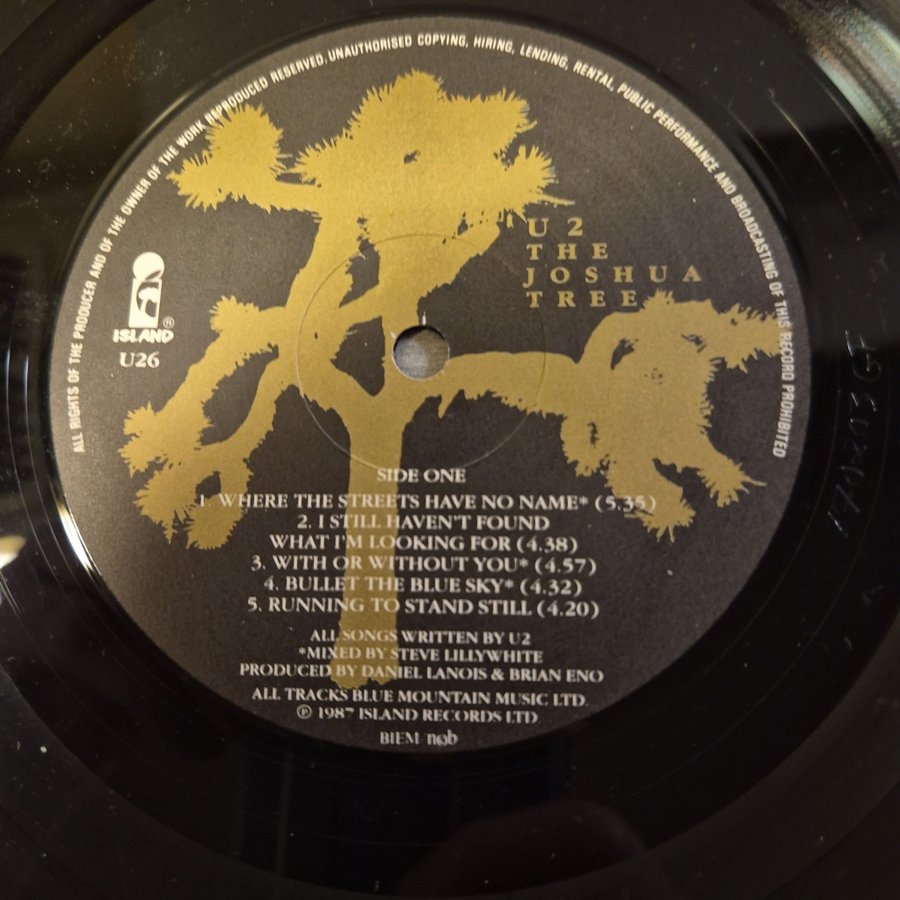 ALL RIGHTS OF THE PRODUCER AND OF THE OWNER OF THE WORK REPRODUCED RESERVED. UNAUTHORISED COPYING, HIRING, LENDING, RENTAL, PUBLIC PERFORMANCE AND BROADCASTING OF THIS RECORD PROHIBITED
U2
THE
JOSHUA
TREE
ISLAND®
U26
SIDE ONE
1. WHERE THE STREETS HAVE NO NAME* (5.35)
2. I STILL HAVEN'T FOUND
WHAT I'M LOOKING FOR (4.38)
3. WITH OR WITHOUT YOU* (4.57)
4. BULLET THE BLUE SKY* (4.32)
5. RUNNING TO STAND STILL (4.20)
ALL SONGS WRITTEN BY U2
*MIXED BY STEVE LILLYWHITE
PRODUCED BY DANIEL LANOIS & BRIAN ENO
ALL TRACKS BLUE MOUNTAIN MUSIC LTD.
℗ 1987 ISLAND RECORDS LTD
BIEM n©b